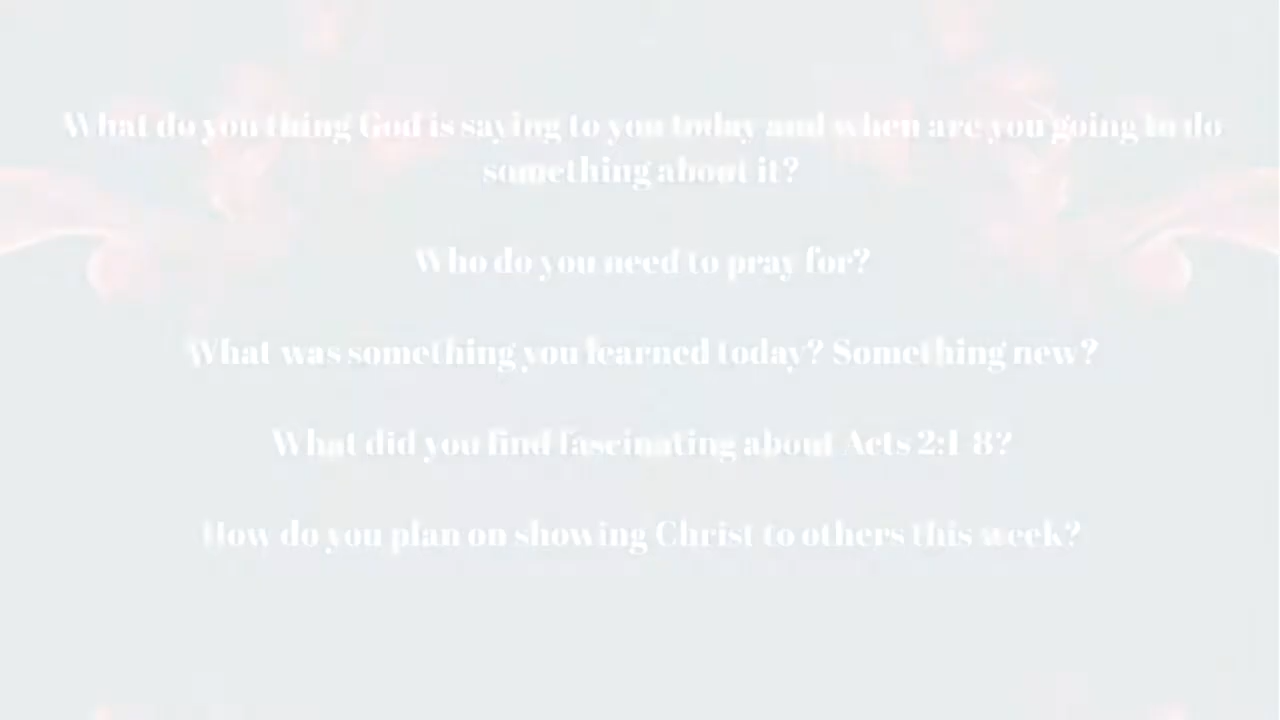 What do you thing God is saying to you today and when are you going to do
something about it?
Who do you need to pray for?
What was something you learned today? Something new?
What did you find fascinating about Acts 2:1-8?
How do you plan on showing Christ to others this week?